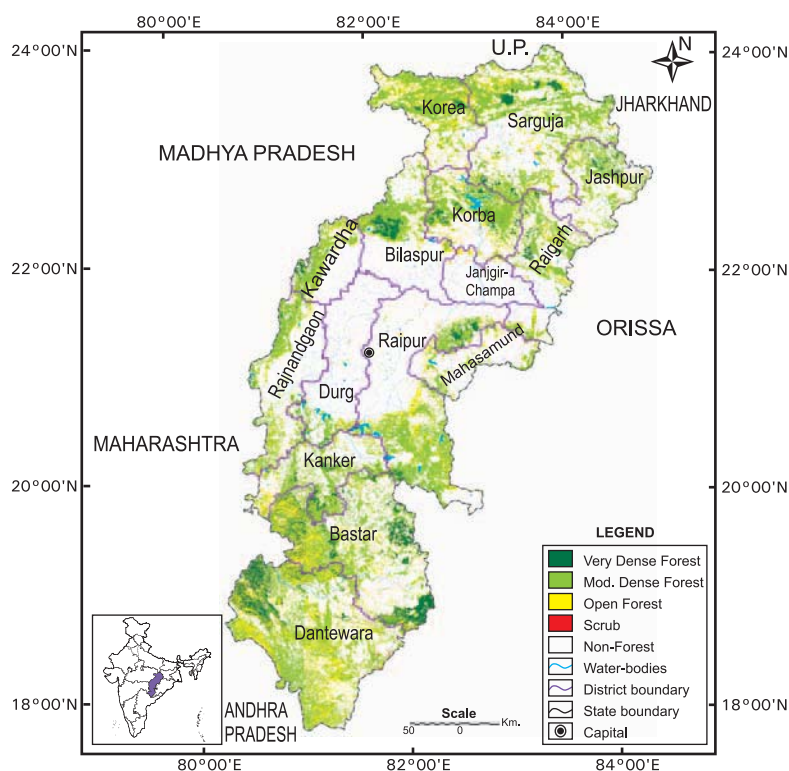 80°00'E
82°00'E
84°00'E
24°00'N
U.P.
N
24°00'N
Korea
Sarguja
JHARKHAND
MADHYA PRADESH
Jashpur
Korba
Kawardha
Bilaspur
Raigarh
22°00'N
Janjgir-
Champa
22°00'N
Rajnandgaon
Raipur
Mahasamund
ORISSA
Durg
MAHARASHTRA
Kanker
20°00'N
20°00'N
Bastar
LEGEND
Very Dense Forest
Mod. Dense Forest
Open Forest
Scrub
Non-Forest
Water-bodies
District boundary
State boundary
Capital
Dantewara
18°00'N
ANDHRA
PRADESH
Scale
50 0 Km.
18°00'N
80°00'E
82°00'E
84°00'E